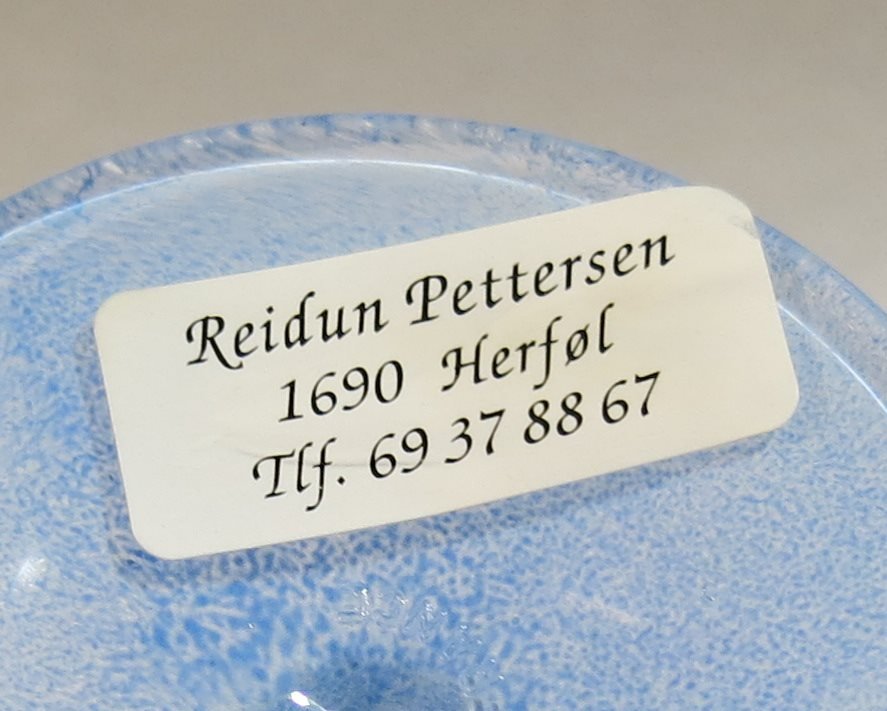 Reidun Pettersen
1690 Herføl
Tlf. 69 37 88 67